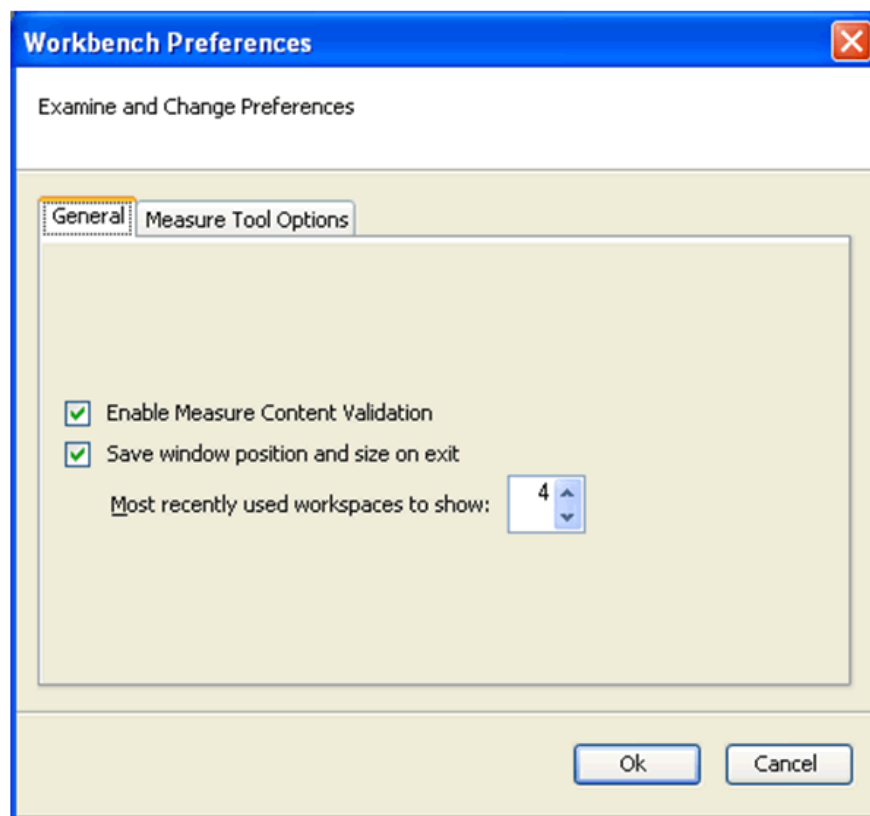 Workbench Preferences
Examine and Change Preferences
General Measure Tool Options
Enable Measure Content Validation
Save window position and size on exit
Most recently used workspaces to show: 4
Ok Cancel